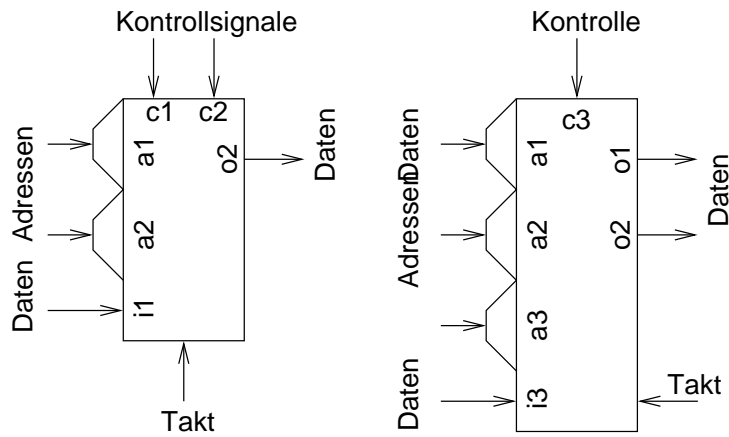 Kontrollsignale
c1
c2
a1
a2
i1
o2
Adressen
Daten
Daten
Takt
Kontrolle
c3
a1
a2
a3
i3
o1
o2
Daten
Adressen
Daten
Daten
Takt